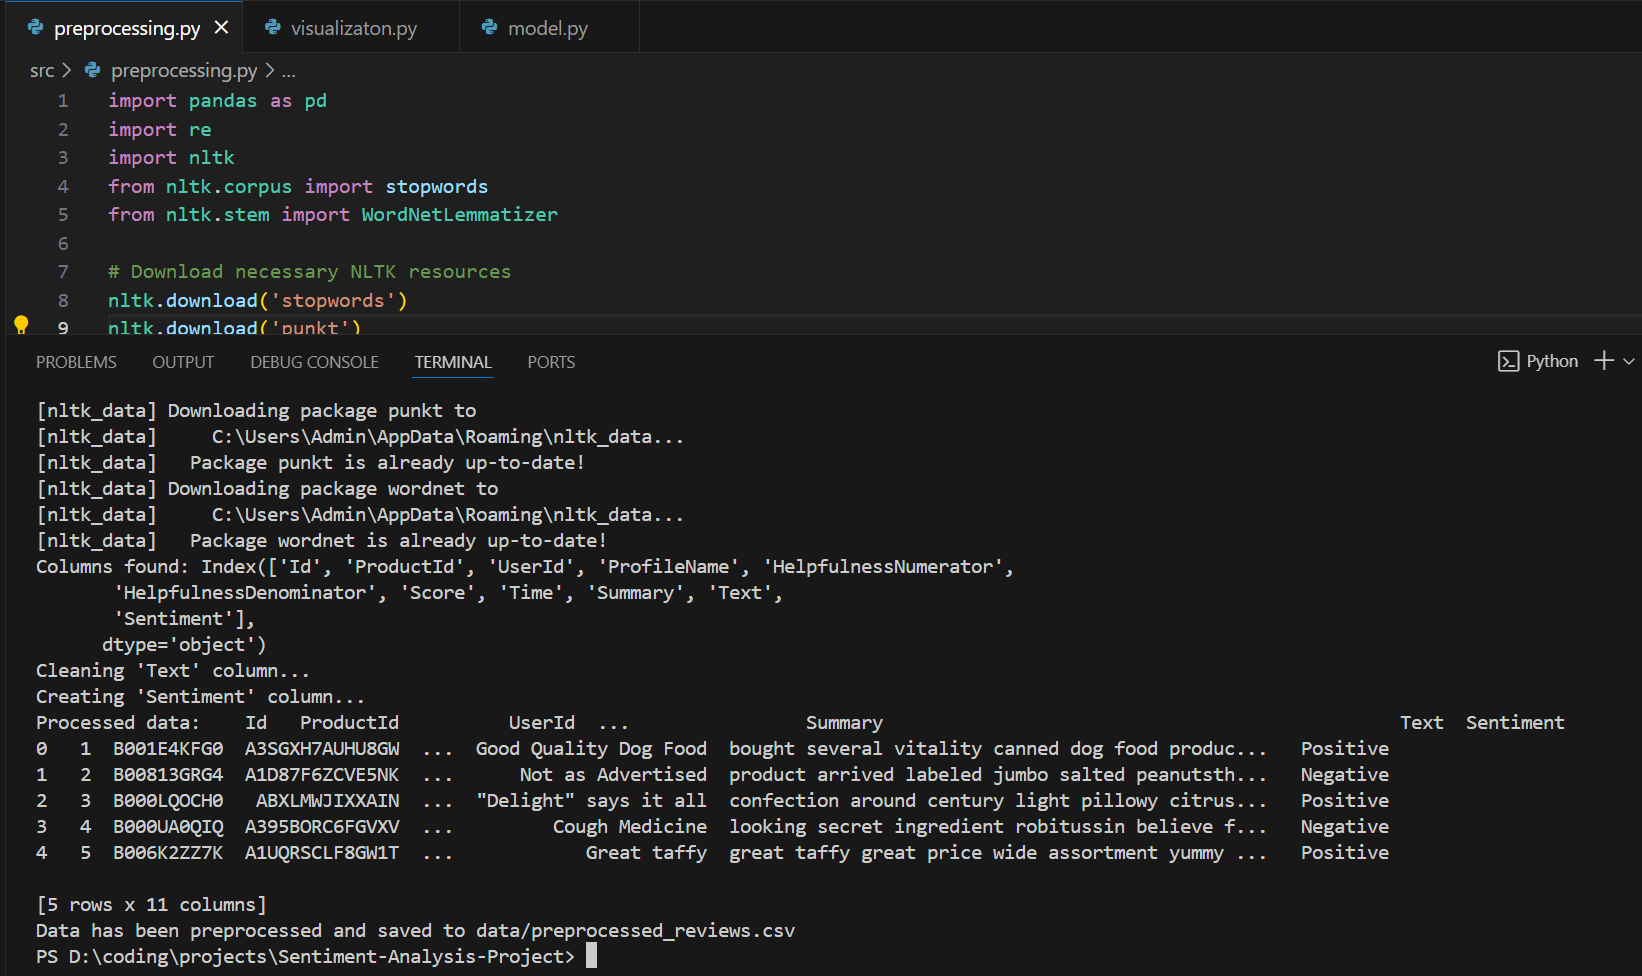 preprocessing.py
visualizaton.py
model.py
src > preprocessing.py > ...
1 import pandas as pd
2 import re
3 import nltk
4 from nltk.corpus import stopwords
5 from nltk.stem import WordNetLemmatizer
6
7 # Download necessary NLTK resources
8 nltk.download('stopwords')
9 nltk.download('punkt')
PROBLEMS OUTPUT DEBUG CONSOLE TERMINAL PORTS
Python
[nltk_data] Downloading package punkt to
[nltk_data]     C:\Users\Admin\AppData\Roaming\nltk_data...
[nltk_data]   Package punkt is already up-to-date!
[nltk_data] Downloading package wordnet to
[nltk_data]     C:\Users\Admin\AppData\Roaming\nltk_data...
[nltk_data]   Package wordnet is already up-to-date!
Columns found: Index(['Id', 'ProductId', 'UserId', 'ProfileName', 'HelpfulnessNumerator',
       'HelpfulnessDenominator', 'Score', 'Time', 'Summary', 'Text',
       'Sentiment'],
      dtype='object')
Cleaning 'Text' column...
Creating 'Sentiment' column...
Processed data:    Id   ProductId          UserId  ...                Summary                                               Text  Sentiment
0   1  B001E4KFG0  A3SGXH7AUHU8GW  ...  Good Quality Dog Food  bought several vitality canned dog food produc...   Positive
1   2  B00813GRG4  A1D87F6ZCVE5NK  ...      Not as Advertised  product arrived labeled jumbo salted peanutsth...   Negative
2   3  B000LQOCH0   ABXLMWJIXXAIN  ...  "Delight" says it all  confection around century light pillowy citrus...   Positive
3   4  B000UA0QIQ  A395BORC6FGVXV  ...         Cough Medicine  looking secret ingredient robitussin believe f...   Negative
4   5  B006K2ZZ7K  A1UQRSCLF8GW1T  ...            Great taffy  great taffy great price wide assortment yummy ...   Positive
[5 rows x 11 columns]
Data has been preprocessed and saved to data/preprocessed_reviews.csv
PS D:\coding\projects\Sentiment-Analysis-Project>